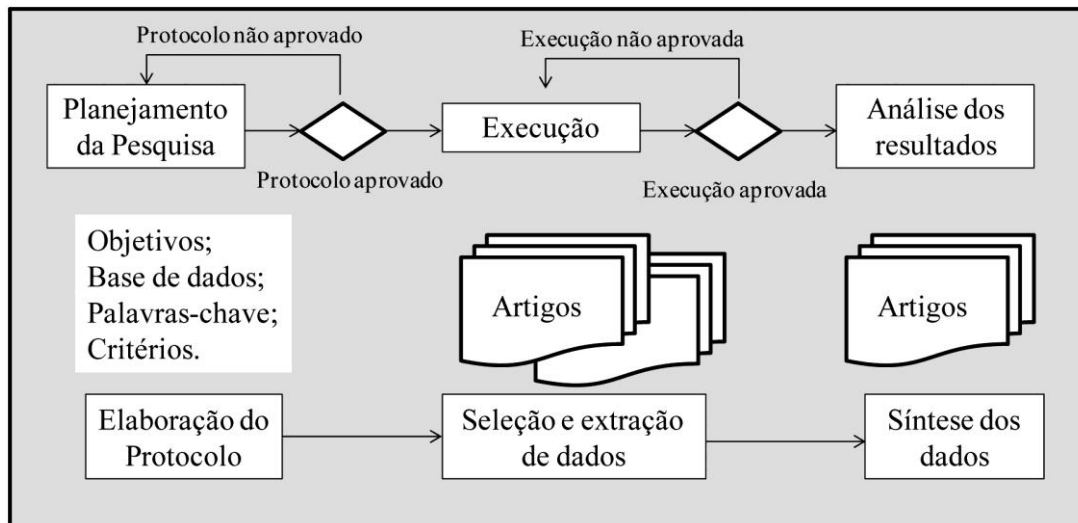 Protocolo não aprovado
Execução não aprovada
Planejamento
da Pesquisa
Execução
Análise dos
resultados
Protocolo aprovado
Execução aprovada
Objetivos;
Base de dados;
Palavras-chave;
Critérios.
Artigos
Artigos
Elaboração do
Protocolo
Seleção e extração
de dados
Síntese dos
dados